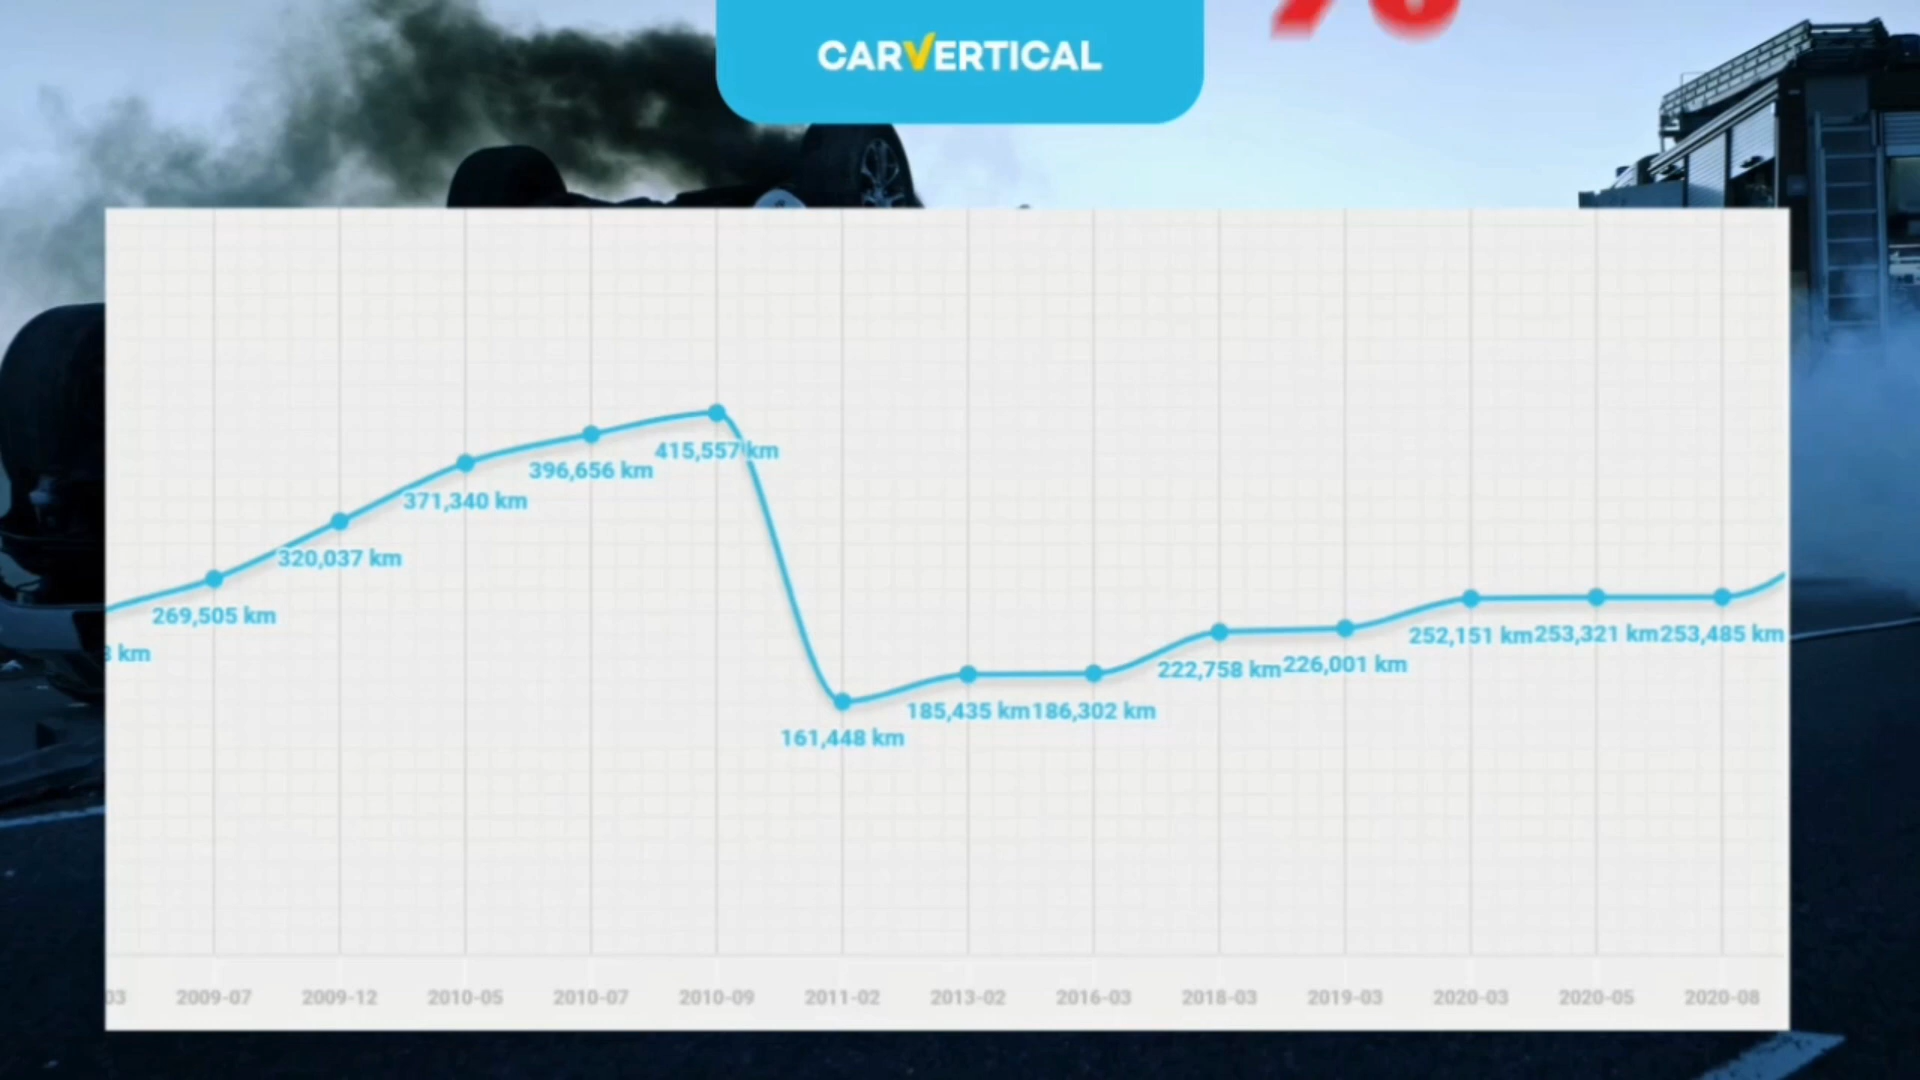 %
CARVERTICAL
415,557 km
396,656 km
371,340 km
320,037 km
269,505 km
km
252,151 km 253,321 km 253,485 km
222,758 km 226,001 km
185,435 km 186,302 km
161,448 km
03 2009-07 2009-12 2010-05 2010-07 2010-09 2011-02 2013-02 2016-03 2018-03 2019-03 2020-03 2020-05 2020-08